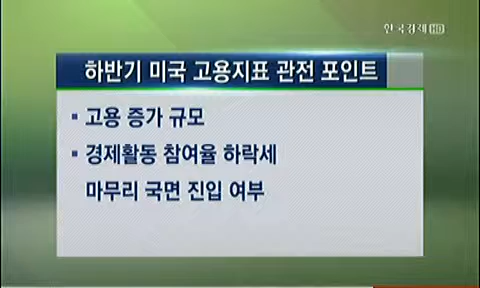 한국경제 HD
하반기 미국 고용지표 관전 포인트
▪ 고용 증가 규모
▪ 경제활동 참여율 하락세
마무리 국면 진입 여부